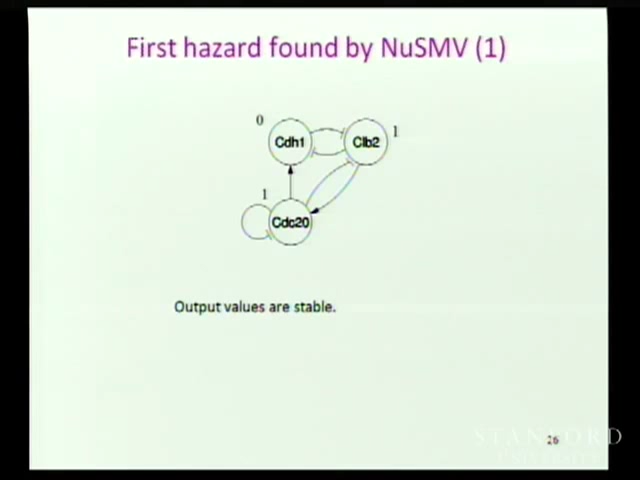 First hazard found by NuSMV (1)
0
Cdh1
Clb2
1
1
Cdc20
Output values are stable.
26
STANFORD
UNIVERSITY